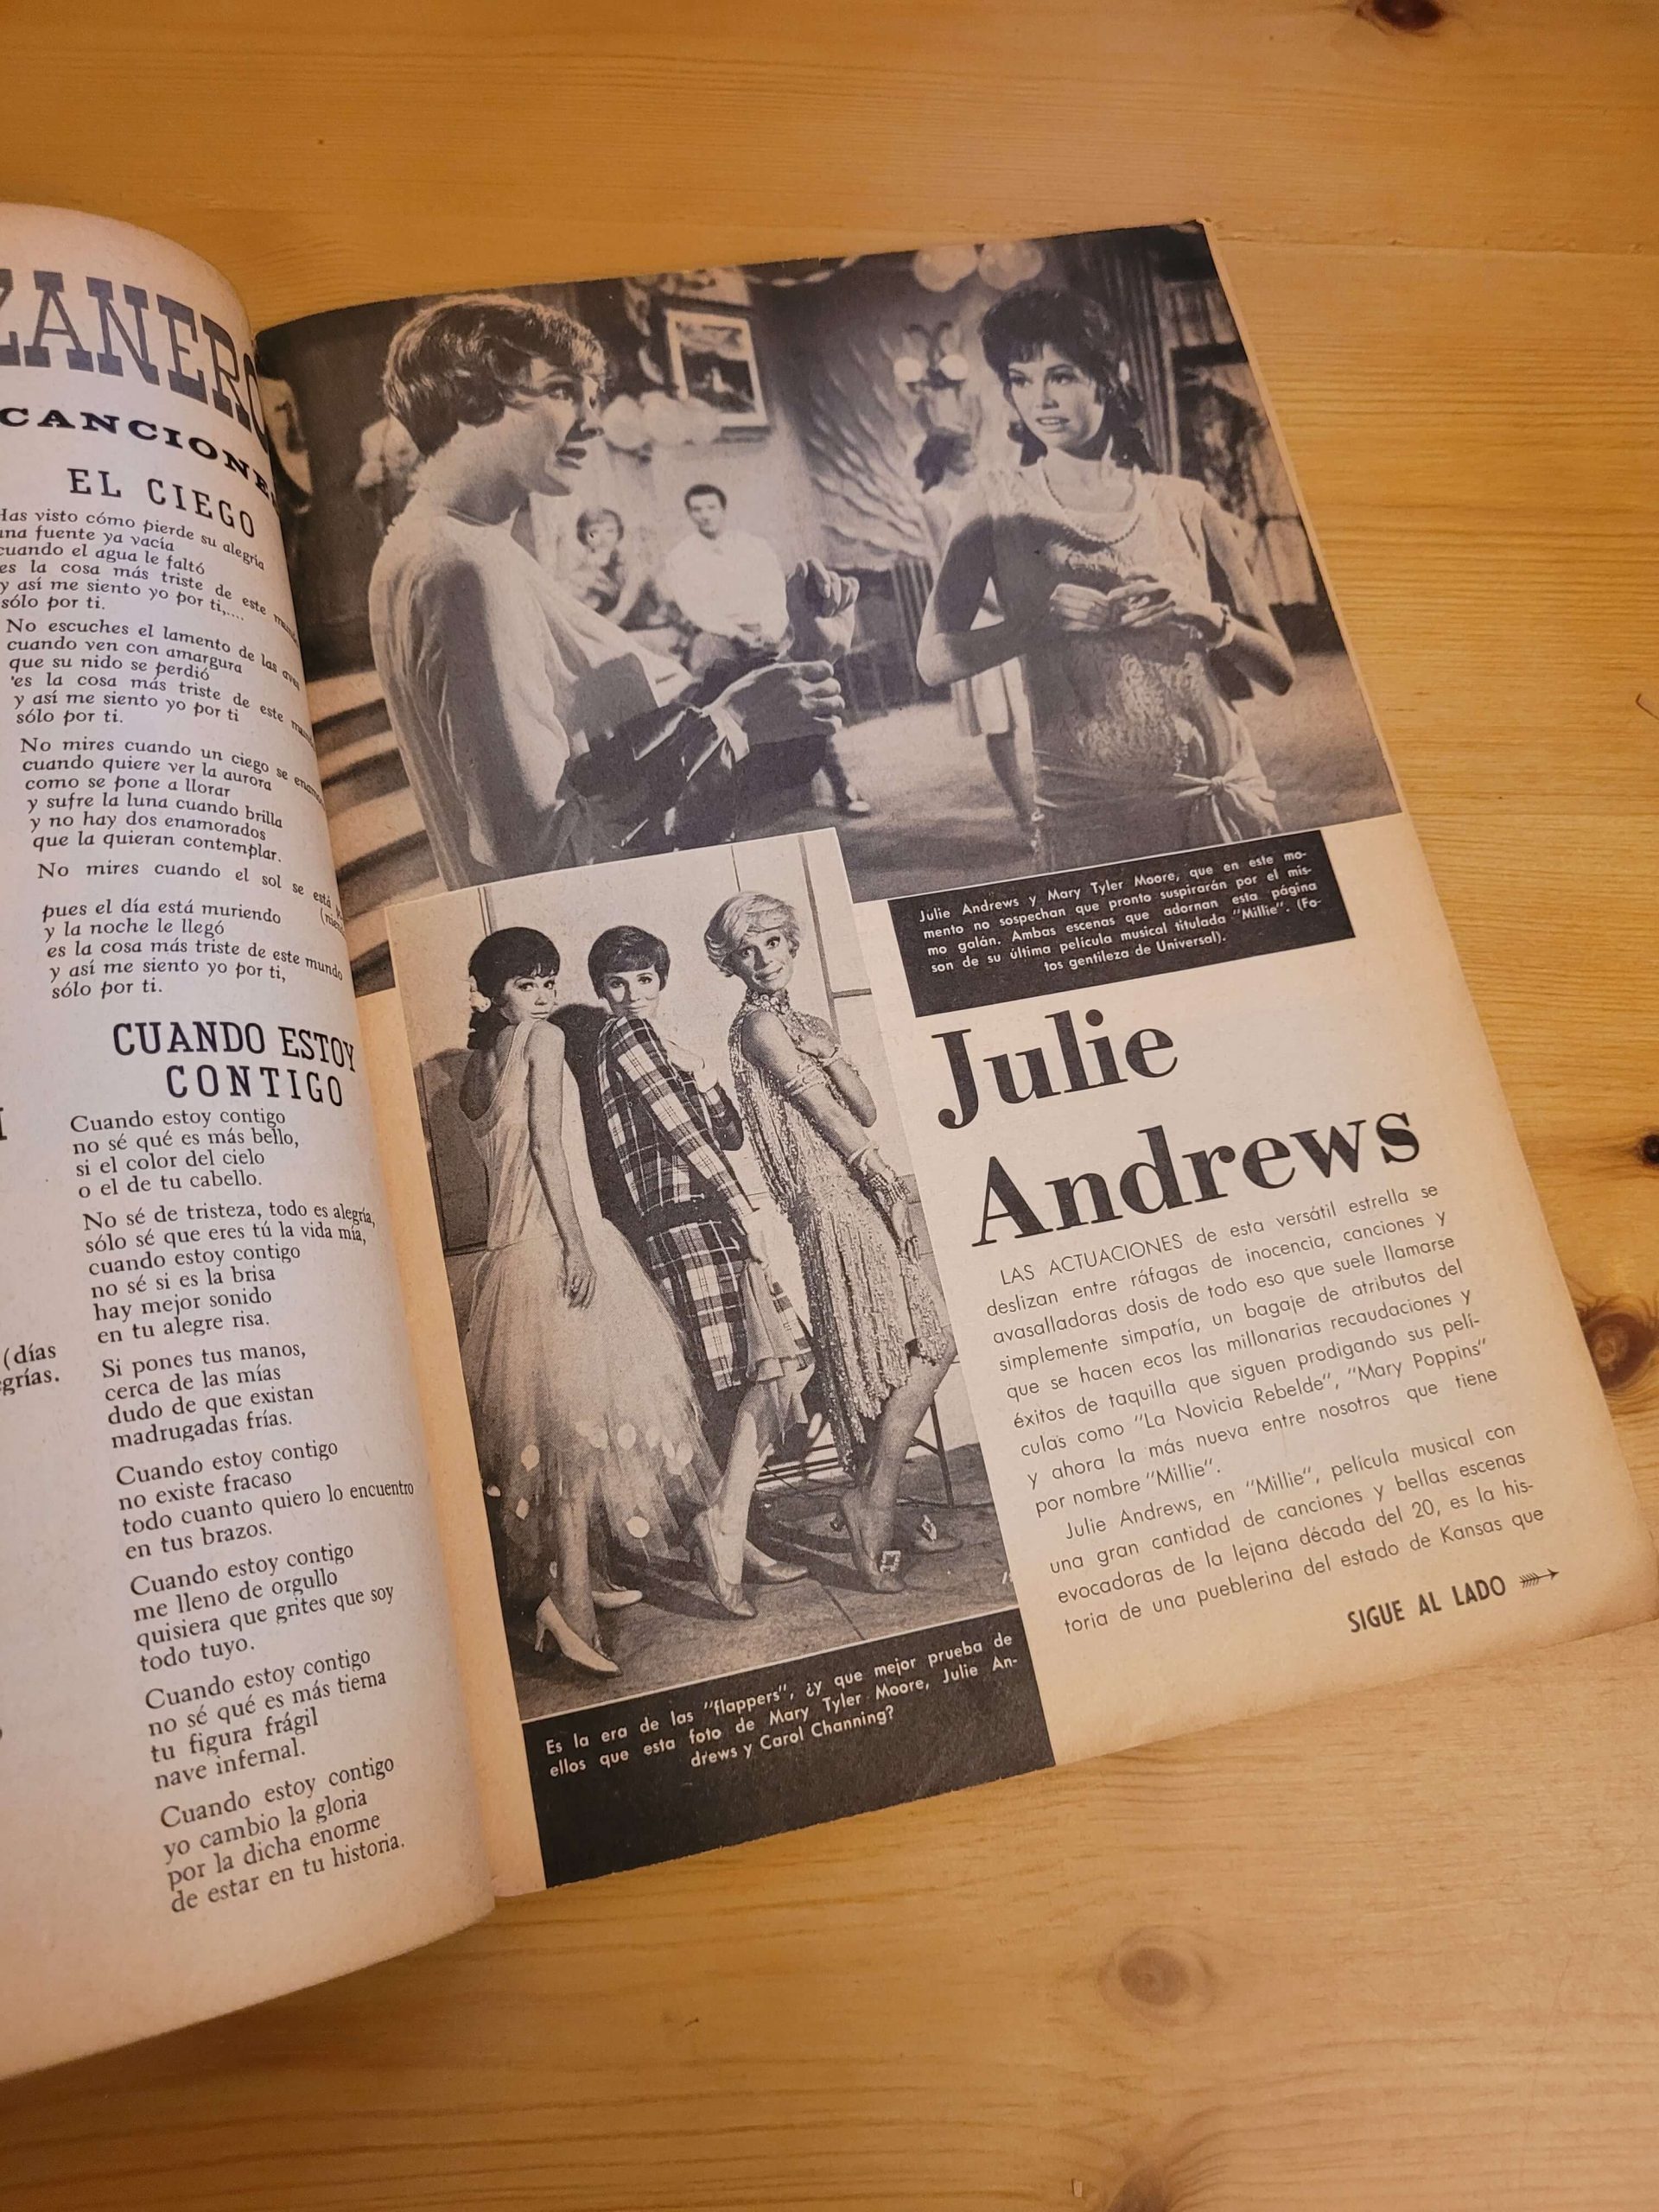 ZANERO
CANCIONES
EL CIEGO
Has visto cómo pierde su alegría
una fuente ya vacía
cuando el agua le faltó
es la cosa más triste de este
y así me siento yo por ti,....
sólo por ti.
No escuches el lamento de las aves
cuando ven con amargura
que su nido se perdió
'es la cosa más triste de este
y así me siento yo por ti
sólo por ti.
No mires cuando un ciego se
cuando quiere ver la aurora
como se pone a llorar
y sufre la luna cuando brilla
y no hay dos enamorados
que la quieran contemplar.
No mires cuando el sol se está
pues el día está muriendo
y la noche le llegó
es la cosa más triste de este mundo
y así me siento yo por ti,
sólo por ti.
CUANDO ESTOY
CONTIGO
Cuando estoy contigo
no sé qué es más bello,
si el color del cielo
o el de tu cabello.
No sé de tristeza, todo es alegría,
sólo sé que eres tú la vida mía,
cuando estoy contigo
no sé si es la brisa
hay mejor sonido
en tu alegre risa.
(días
grías.
Si pones tus manos,
cerca de las mías
dudo de que existan
madrugadas frías.
Cuando estoy contigo
no existe fracaso
todo cuanto quiero lo encuentro
en tus brazos.
Cuando estoy contigo
me lleno de orgullo
quisiera que grites que soy
todo tuyo.
Cuando estoy contigo
no sé qué es más tierna
tu figura frágil
nave infernal.
Cuando estoy contigo
yo cambio la gloria
por la dicha enorme
de estar en tu historia.
Julie Andrews y Mary Tyler Moore, que en este mo-
mento no sospechan que pronto suspirarán por el mis-
mo galán. Ambas escenas que adornan esta página
son de su última película musical titulada "Millie". (Fo-
tos gentileza de Universal).
Julie
Andrews
LAS ACTUACIONES de esta versátil estrella se
deslizan entre ráfagas de inocencia, canciones y
avasalladoras dosis de todo eso que suele llamarse
simplemente simpatía, un bagaje de atributos del
que se hacen ecos las millonarias recaudaciones y
éxitos de taquilla que siguen prodigando sus pelí-
culas como "La Novicia Rebelde", "Mary Poppins"
y ahora la más nueva entre nosotros que tiene
por nombre "Millie".
Julie Andrews, en "Millie", película musical con
una gran cantidad de canciones y bellas escenas
evocadoras de la lejana década del 20, es la his-
toria de una pueblerina del estado de Kansas que
SIGUE AL LADO
Es la era de las "flappers", ¿y que mejor prueba de
ellos que esta foto de Mary Tyler Moore, Julie An-
drews y Carol Channing?